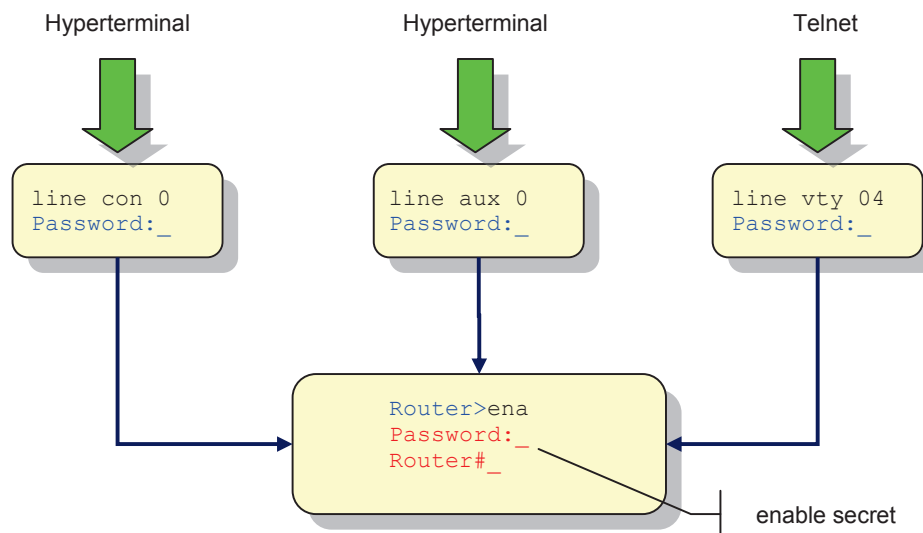 Hyperterminal
Hyperterminal
Telnet
line con 0
Password:_
line aux 0
Password:_
line vty 04
Password:_
Router>ena
Password:_
Router#_
enable secret